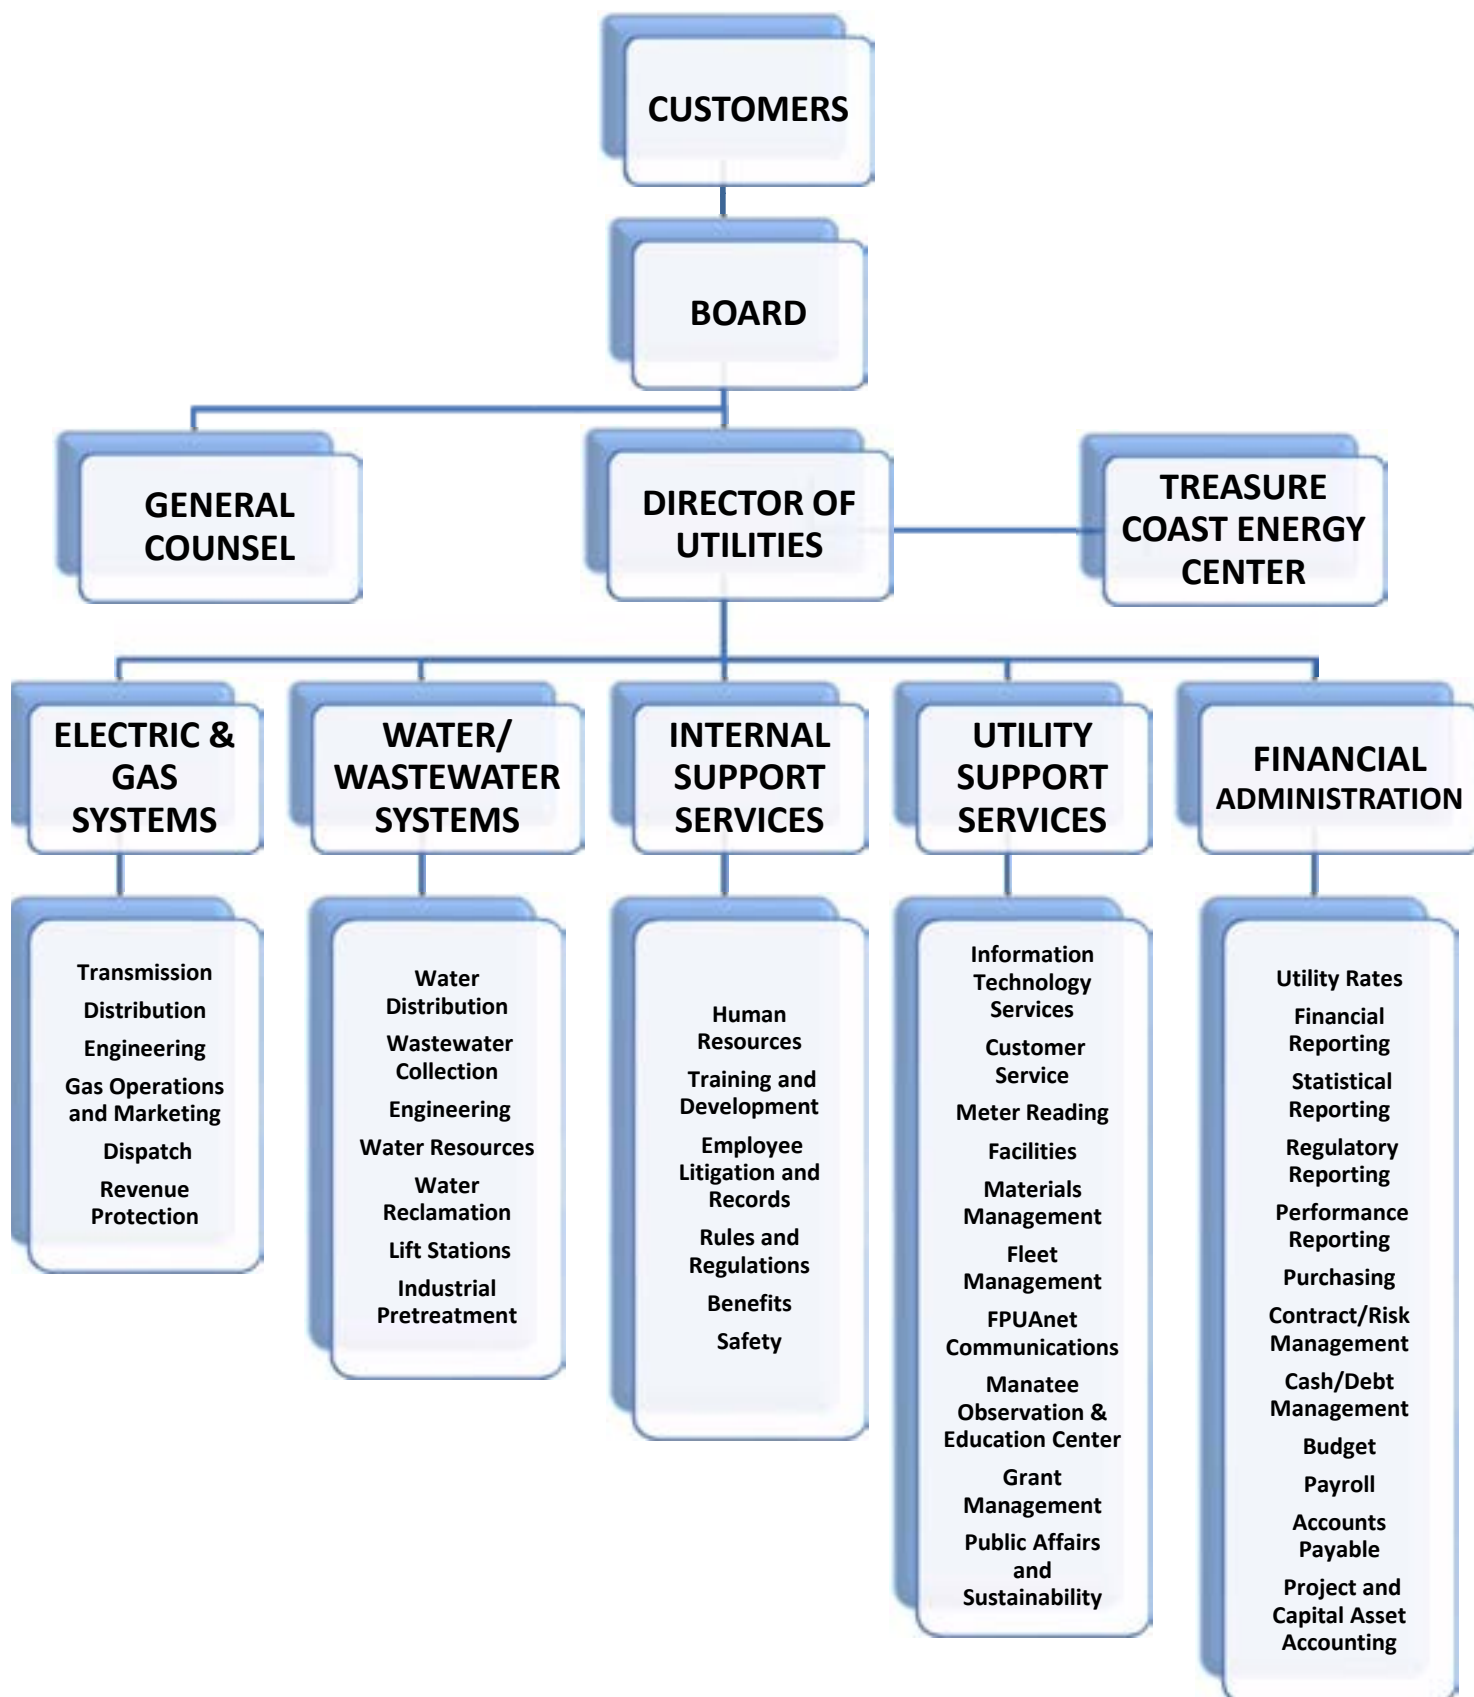 CUSTOMERS
BOARD
GENERAL
COUNSEL
DIRECTOR OF
UTILITIES
TREASURE
COAST ENERGY
CENTER
ELECTRIC &
GAS
SYSTEMS
WATER/
WASTEWATER
SYSTEMS
INTERNAL
SUPPORT
SERVICES
UTILITY
SUPPORT
SERVICES
FINANCIAL
ADMINISTRATION
Transmission
Distribution
Engineering
Gas Operations
and Marketing
Dispatch
Revenue
Protection
Water
Distribution
Wastewater
Collection
Engineering
Water Resources
Water
Reclamation
Lift Stations
Industrial
Pretreatment
Human
Resources
Training and
Development
Employee
Litigation and
Records
Rules and
Regulations
Benefits
Safety
Information
Technology
Services
Customer
Service
Meter Reading
Facilities
Materials
Management
Fleet
Management
FPUAnet
Communications
Manatee
Observation &
Education Center
Grant
Management
Public Affairs
and
Sustainability
Utility Rates
Financial
Reporting
Statistical
Reporting
Regulatory
Reporting
Performance
Reporting
Purchasing
Contract/Risk
Management
Cash/Debt
Management
Budget
Payroll
Accounts
Payable
Project and
Capital Asset
Accounting